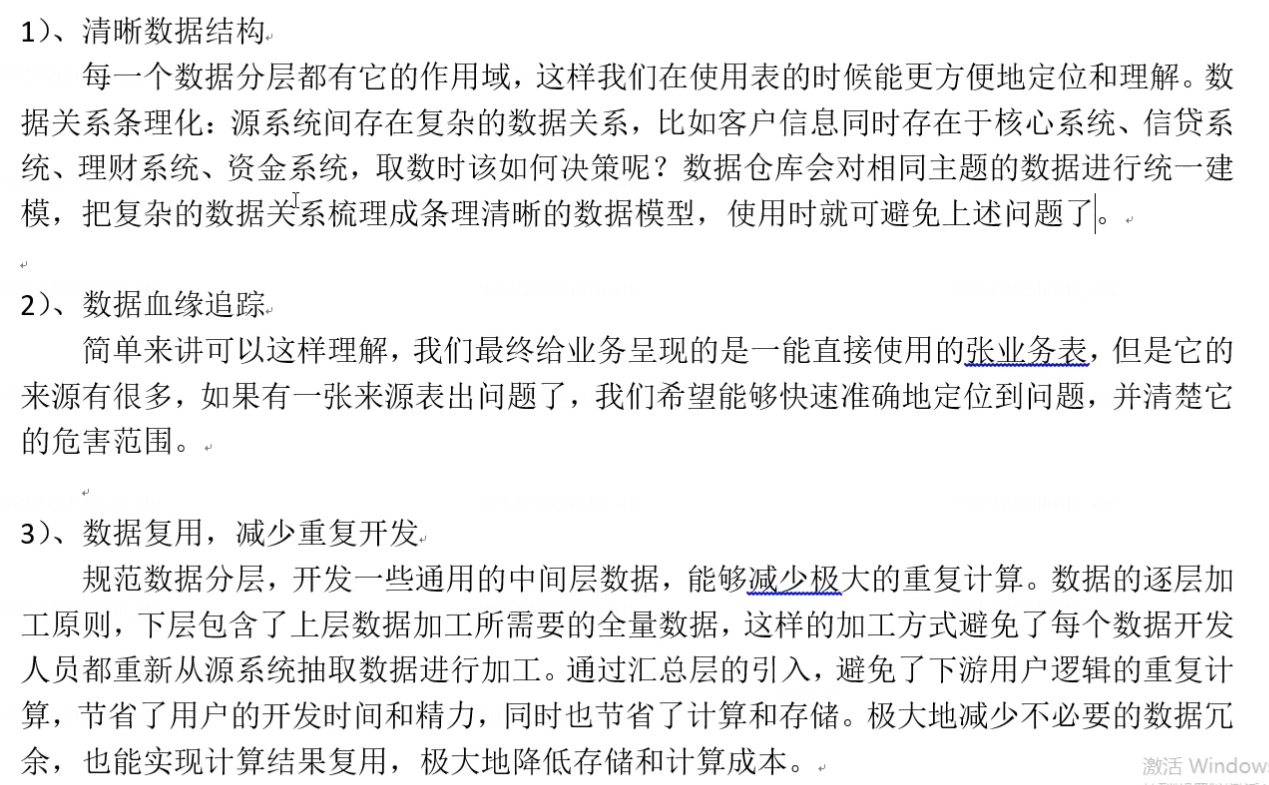 1）、清晰数据结构
每一个数据分层都有它的作用域，这样我们在使用表的时候能更方便地定位和理解。数
据关系条理化：源系统间存在复杂的数据关系，比如客户信息同时存在于核心系统、信贷系
统、理财系统、资金系统，取数时该如何决策呢？数据仓库会对相同主题的数据进行统一建
模，把复杂的数据关系梳理成条理清晰的数据模型，使用时就可避免上述问题了。
2）、数据血缘追踪
简单来讲可以这样理解，我们最终给业务呈现的是一能直接使用的张业务表，但是它的
来源有很多，如果有一张来源表出问题了，我们希望能够快速准确地定位到问题，并清楚它
的危害范围。
3）、数据复用，减少重复开发
规范数据分层，开发一些通用的中间层数据，能够减少极大的重复计算。数据的逐层加
工原则，下层包含了上层数据加工所需要的全量数据，这样的加工方式避免了每个数据开发
人员都重新从源系统抽取数据进行加工。通过汇总层的引入，避免了下游用户逻辑的重复计
算，节省了用户的开发时间和精力，同时也节省了计算和存储。极大地减少不必要的数据冗
余，也能实现计算结果复用，极大地降低存储和计算成本。
激活 Window